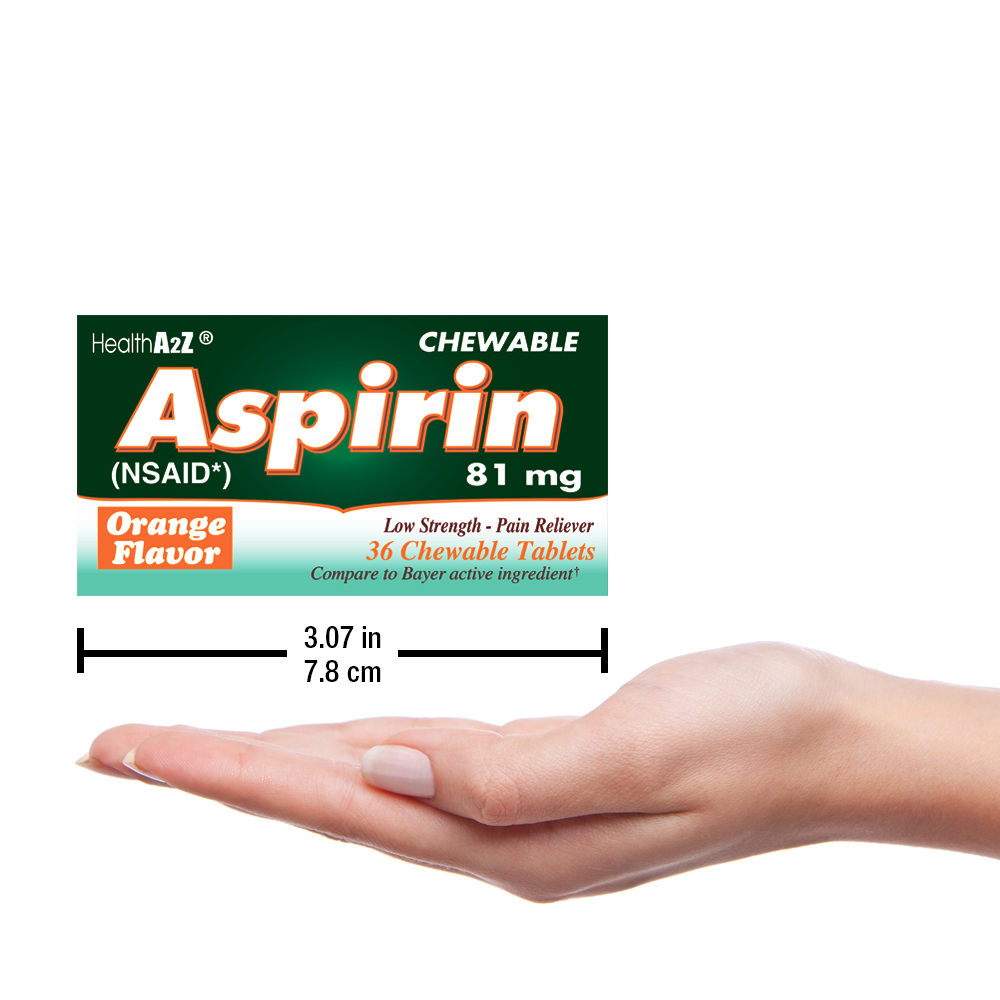 HealthA2Z®
CHEWABLE
Aspirin
(NSAID*)
81 mg
Orange
Flavor
Low Strength - Pain Reliever
36 Chewable Tablets
Compare to Bayer active ingredient†
3.07 in
7.8 cm